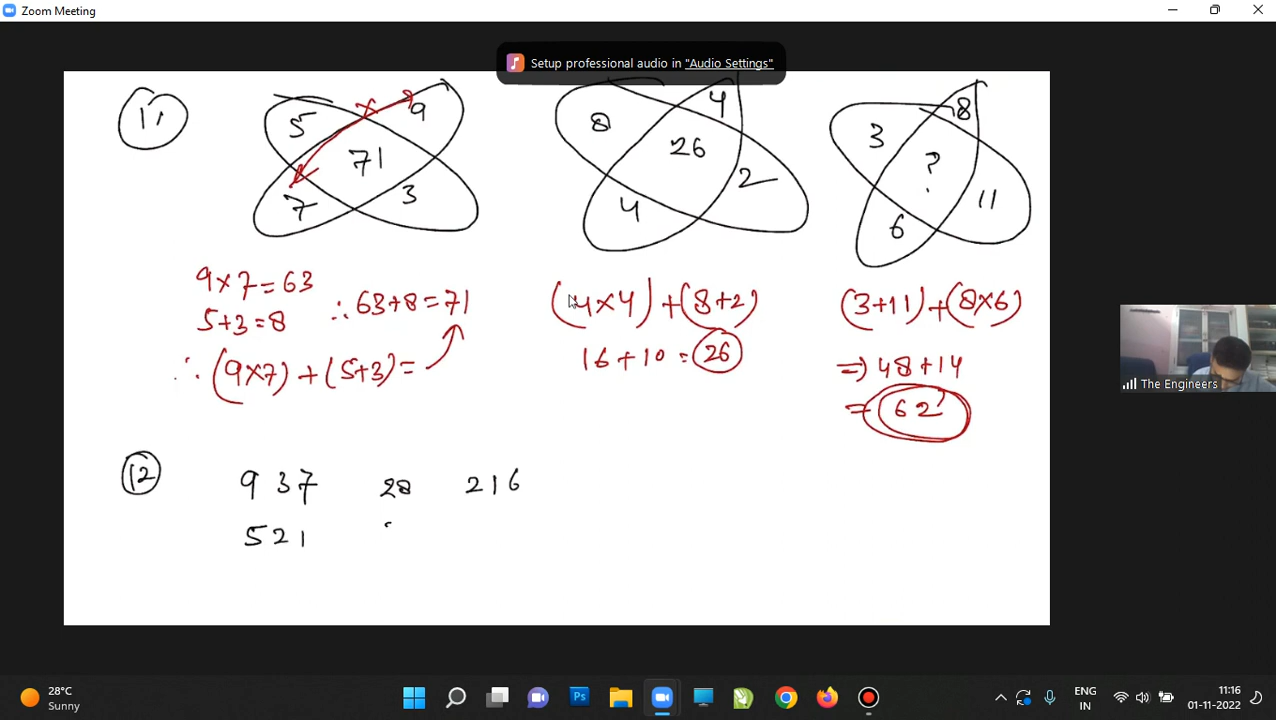 Zoom Meeting
Setup professional audio in "Audio Settings"
11
5 9 71 7 3
8 4 26 2 4
3 8 ? 11 6
9×7=63
5+3=8
∴ 63+8=71
∴ (9×7)+(5+3)=
(4×4)+(8+2)
16+10=26
(3+11)+(8×6)
⇒ 48+14
= 62
12
937 28 216
521
The Engineers
28°C
Sunny
ENG
IN
11:16
01-11-2022